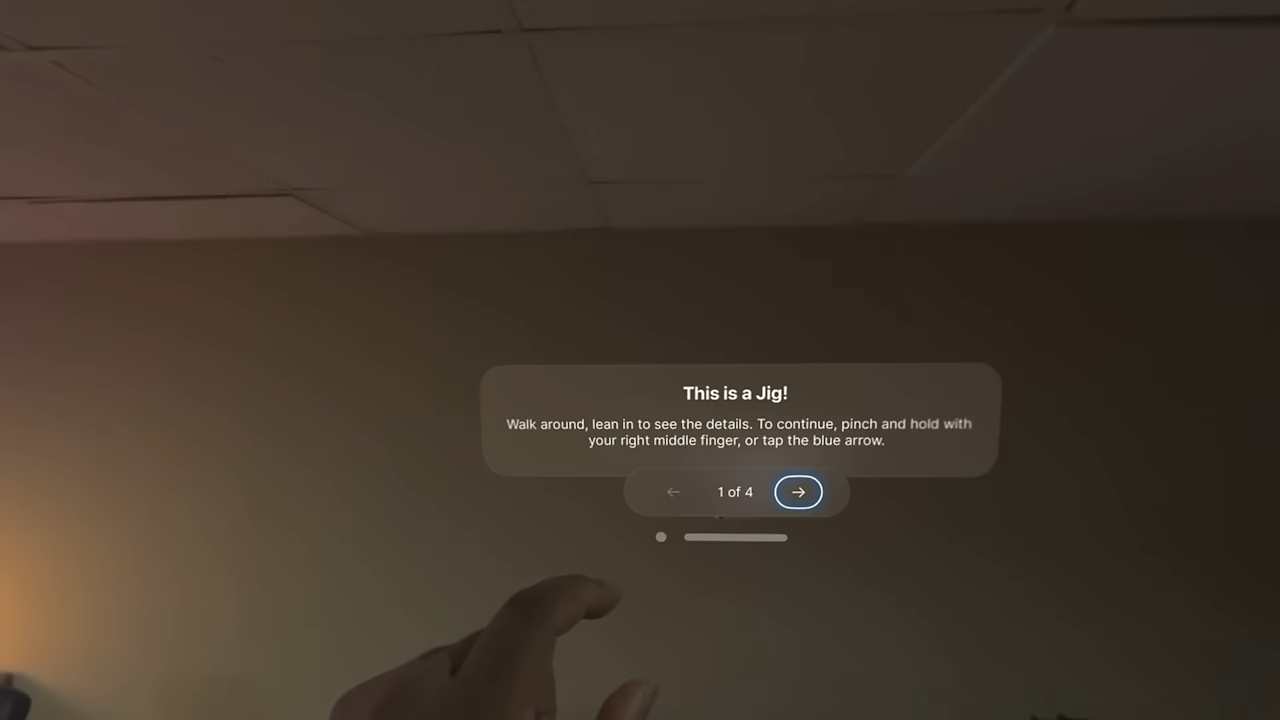 This is a Jig!
Walk around, lean in to see the details. To continue, pinch and hold with
your right middle finger, or tap the blue arrow.
← 1 of 4 →